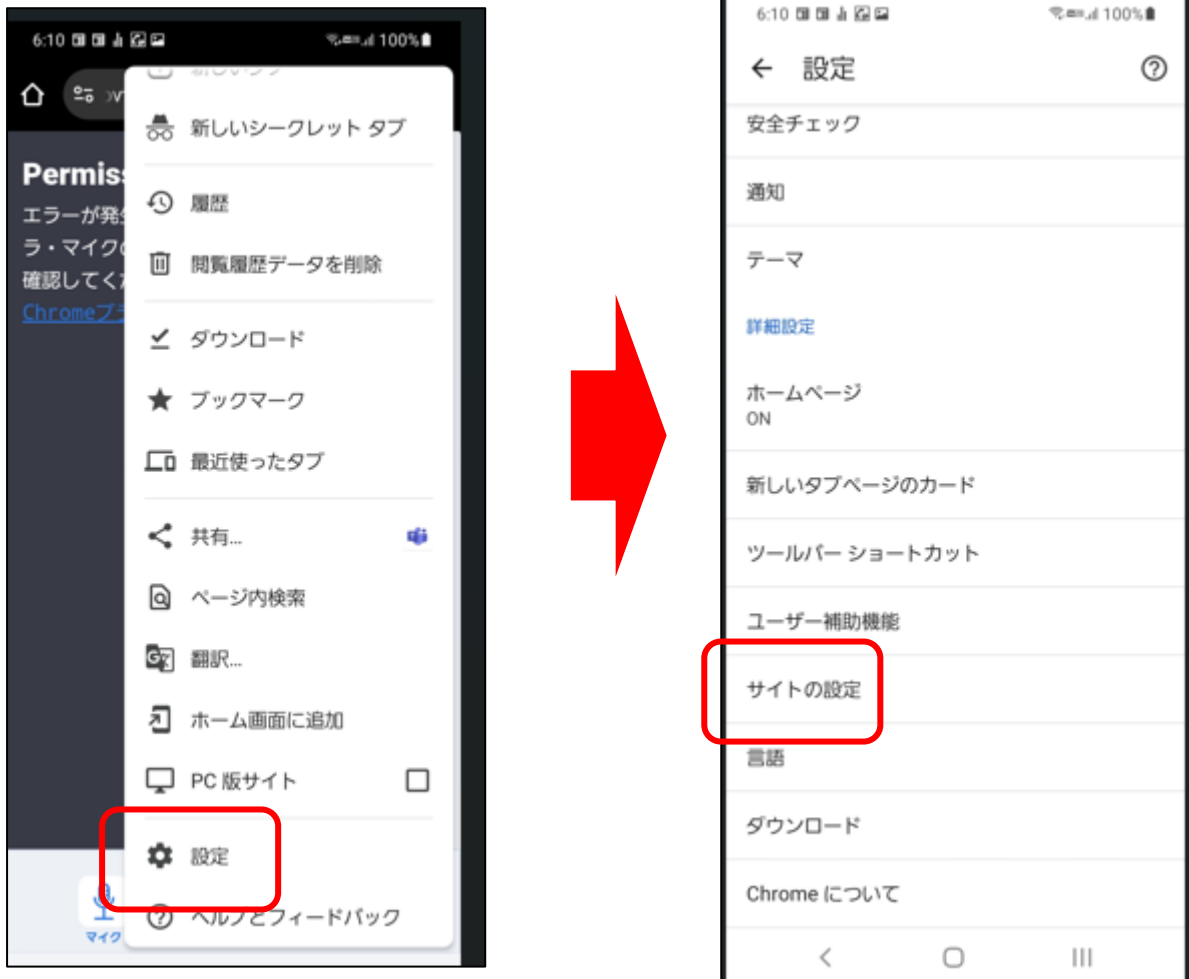 6:10
100%
Permiss
エラーが発
ラ・マイク
確認してく
Chromeブラ
新しいタブ
新しいシークレット タブ
履歴
閲覧履歴データを削除
ダウンロード
ブックマーク
最近使ったタブ
共有...
ページ内検索
翻訳...
ホーム画面に追加
PC 版サイト
設定
ヘルプとフィードバック
マイク
6:10
100%
設定
安全チェック
通知
テーマ
詳細設定
ホームページ
ON
新しいタブページのカード
ツールバー ショートカット
ユーザー補助機能
サイトの設定
言語
ダウンロード
Chrome について